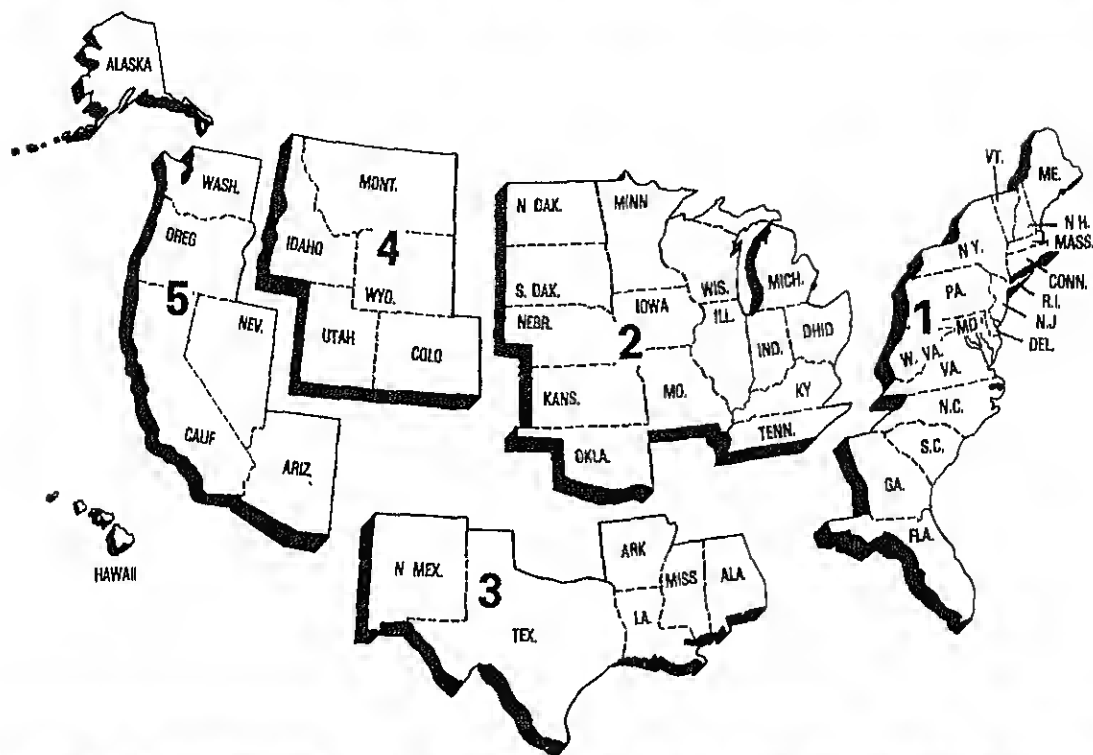 ALASKA
WASH.
OREG
5
NEV.
CALIF
ARIZ.
HAWAII
MONT.
IDAHO
4
WYO.
UTAH
COLO
N DAK.
MINN
S. DAK.
WIS.
MICH.
NEBR.
IOWA
ILL.
2
IND.
OHIO
KANS.
MO.
KY
TENN.
OKLA.
N MEX.
3
TEX.
ARK
LA.
MISS
ALA
VT.
ME.
N.H.
MASS.
N Y.
CONN.
PA.
R.I.
1
N.J
MD
DEL.
W. VA.
VA.
N.C.
S.C.
GA.
FLA.